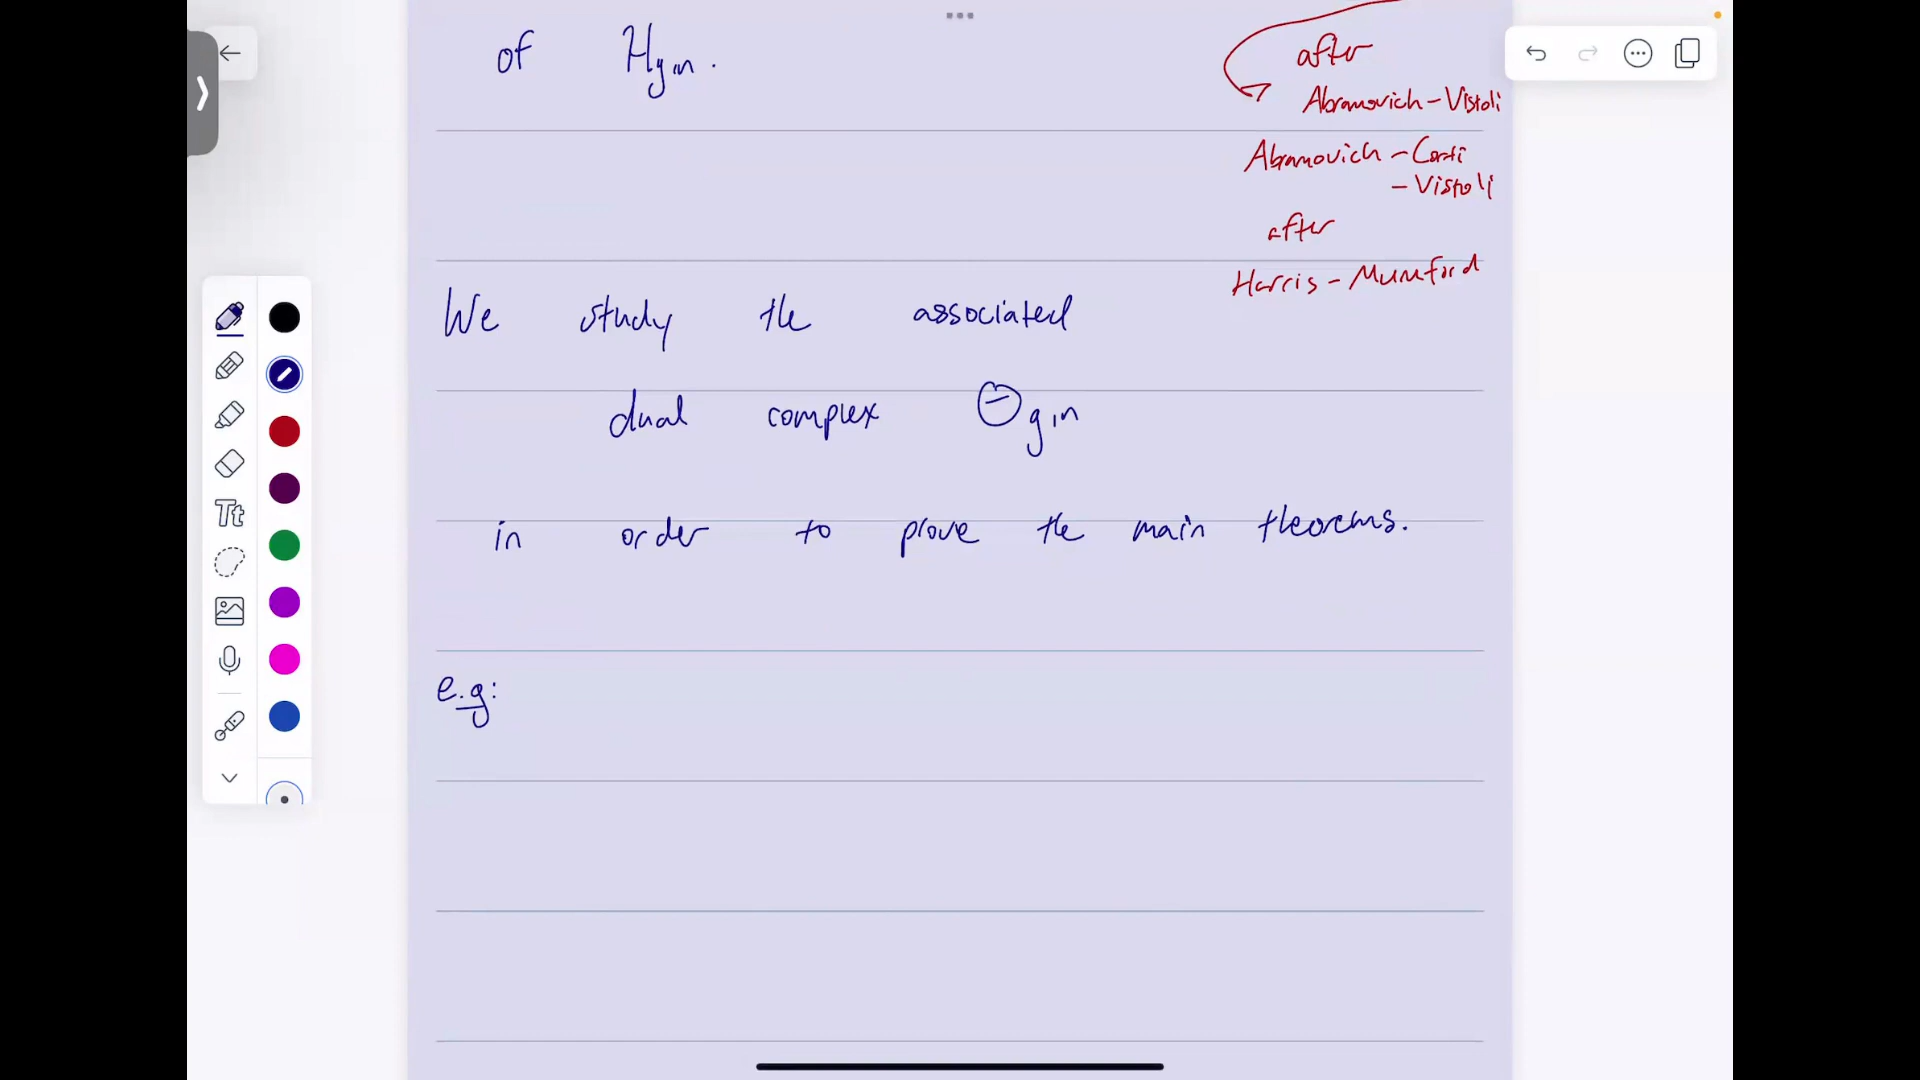 of H_{g,n}.
after
Abramovich-Vistoli
Abramovich-Corti
-Vistoli
after
Harris-Mumford
We study the associated
dual complex Θ_{g,n}
in order to prove the main theorems.
e.g:
Tt